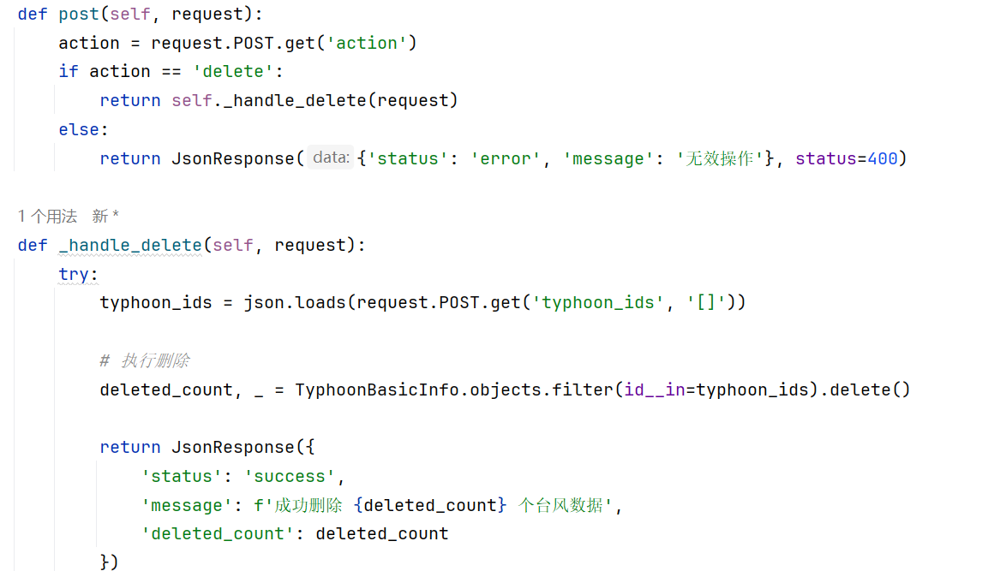 def post(self, request):
    action = request.POST.get('action')
    if action == 'delete':
        return self._handle_delete(request)
    else:
        return JsonResponse( data: {'status': 'error', 'message': '无效操作'}, status=400)
1 个用法 新 *
def _handle_delete(self, request):
    try:
        typhoon_ids = json.loads(request.POST.get('typhoon_ids', '[]'))
        # 执行删除
        deleted_count, _ = TyphoonBasicInfo.objects.filter(id__in=typhoon_ids).delete()
        return JsonResponse({
            'status': 'success',
            'message': f'成功删除 {deleted_count} 个台风数据',
            'deleted_count': deleted_count
        })